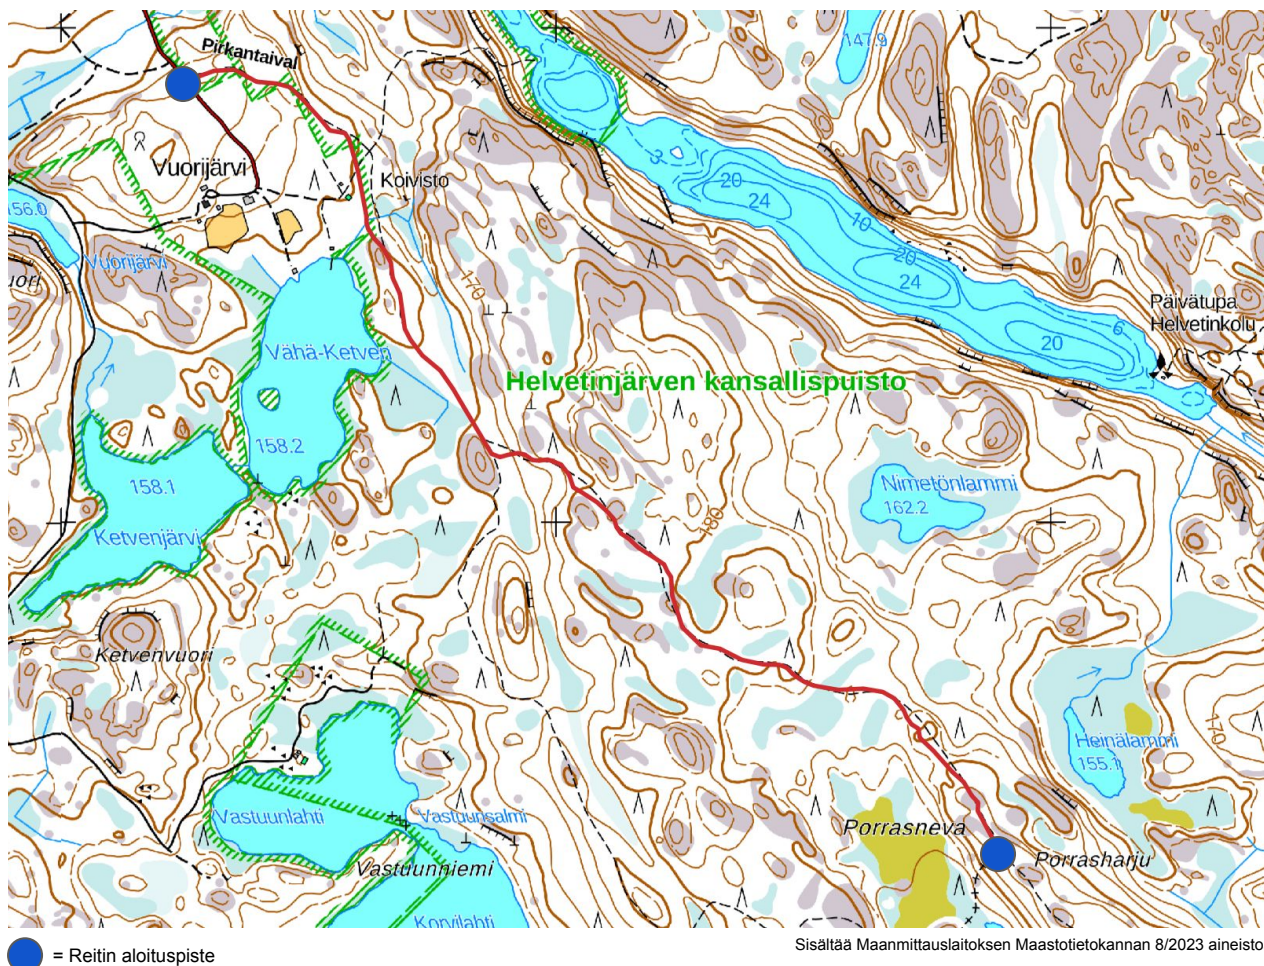 Pirkantaival
147.9
Vuorijärvi
Koivisto
156.0
Vuorijärvi
uori
170
3
20
24
10
20
24
6
20
Päivätupa
Helvetinkolu
Vähä-Ketven
Helvetinjärven kansallispuisto
158.2
158.1
Ketvenjärvi
Nimetönlammi
162.2
180
Ketvenvuori
Heinälammi
155.1
170
Vastuunlahti
Vastuunsalmi
Porrasneva
Vastuunniemi
Porrasharju
Korvilahti
= Reitin aloituspiste
Sisältää Maanmittauslaitoksen Maastotietokannan 8/2023 aineisto